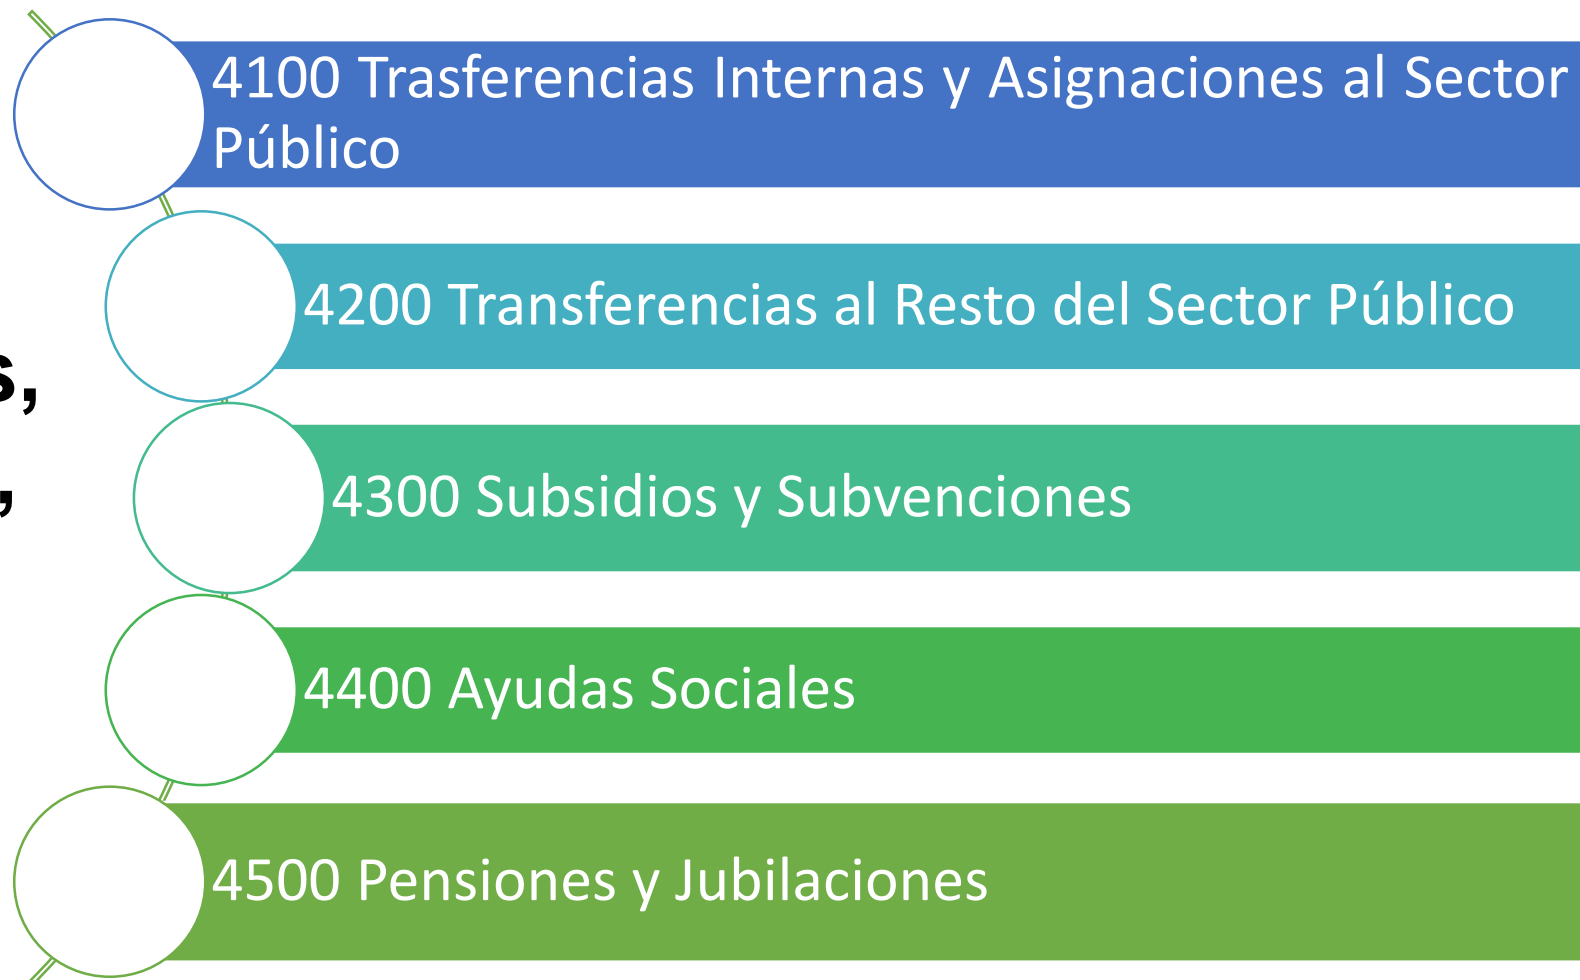 4100 Trasferencias Internas y Asignaciones al Sector
Público
4200 Transferencias al Resto del Sector Público
s,
,
4300 Subsidios y Subvenciones
4400 Ayudas Sociales
4500 Pensiones y Jubilaciones